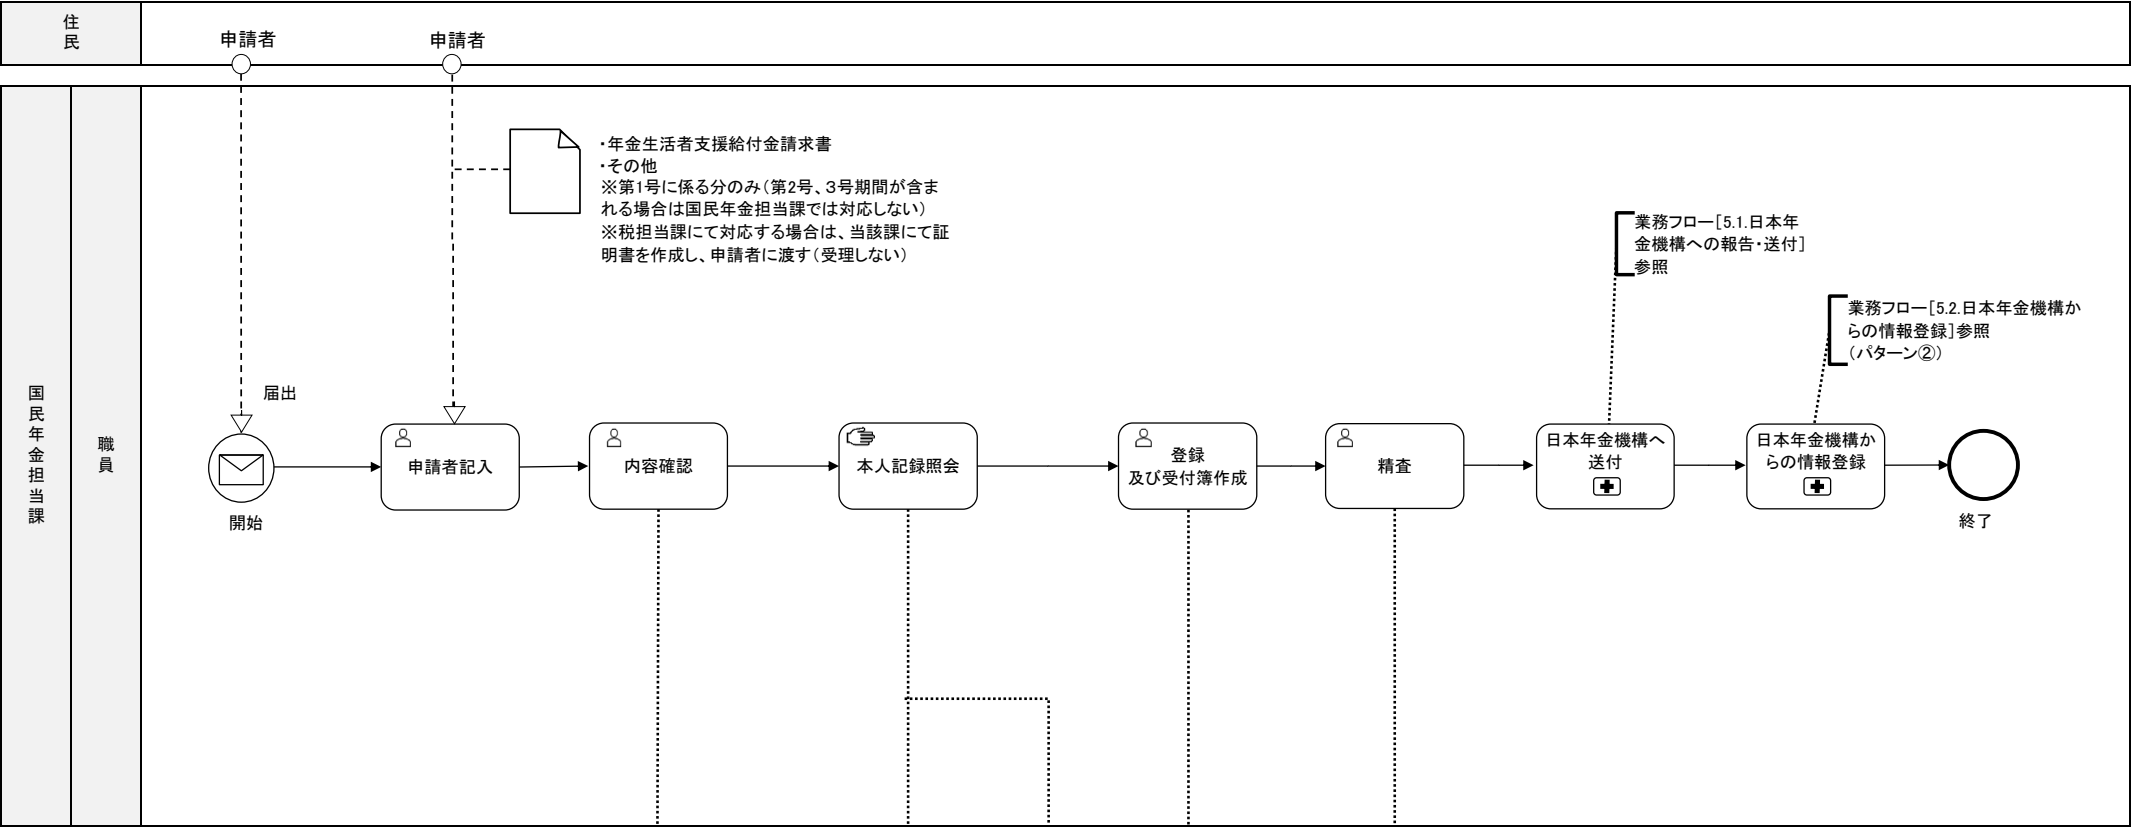 住民
申請者
申請者
国民年金担当課
職員
・年金生活者支援給付金請求書
・その他
※第1号に係る分のみ（第2号、３号期間が含ま
れる場合は国民年金担当課では対応しない）
※税担当課にて対応する場合は、当該課にて証
明書を作成し、申請者に渡す（受理しない）
業務フロー［5.1.日本年
金機構への報告・送付］
参照
業務フロー［5.2.日本年金機構か
らの情報登録］参照
（パターン②）
届出
開始
申請者記入
内容確認
本人記録照会
登録
及び受付簿作成
精査
日本年金機構へ
送付
日本年金機構か
らの情報登録
終了